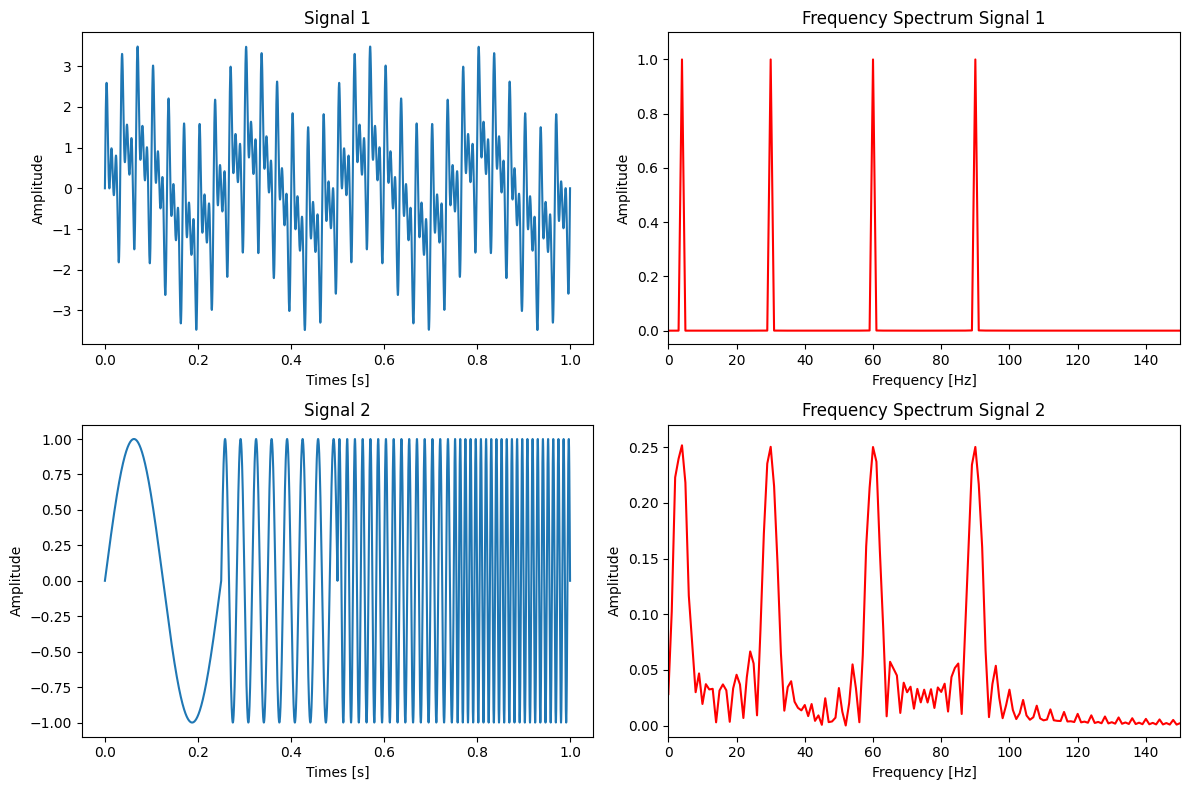 Signal 1
Amplitude
3
2
1
0
−1
−2
−3
0.0 0.2 0.4 0.6 0.8 1.0
Times [s]
Frequency Spectrum Signal 1
Amplitude
1.0
0.8
0.6
0.4
0.2
0.0
0 20 40 60 80 100 120 140
Frequency [Hz]
Signal 2
Amplitude
1.00
0.75
0.50
0.25
0.00
−0.25
−0.50
−0.75
−1.00
0.0 0.2 0.4 0.6 0.8 1.0
Times [s]
Frequency Spectrum Signal 2
Amplitude
0.25
0.20
0.15
0.10
0.05
0.00
0 20 40 60 80 100 120 140
Frequency [Hz]